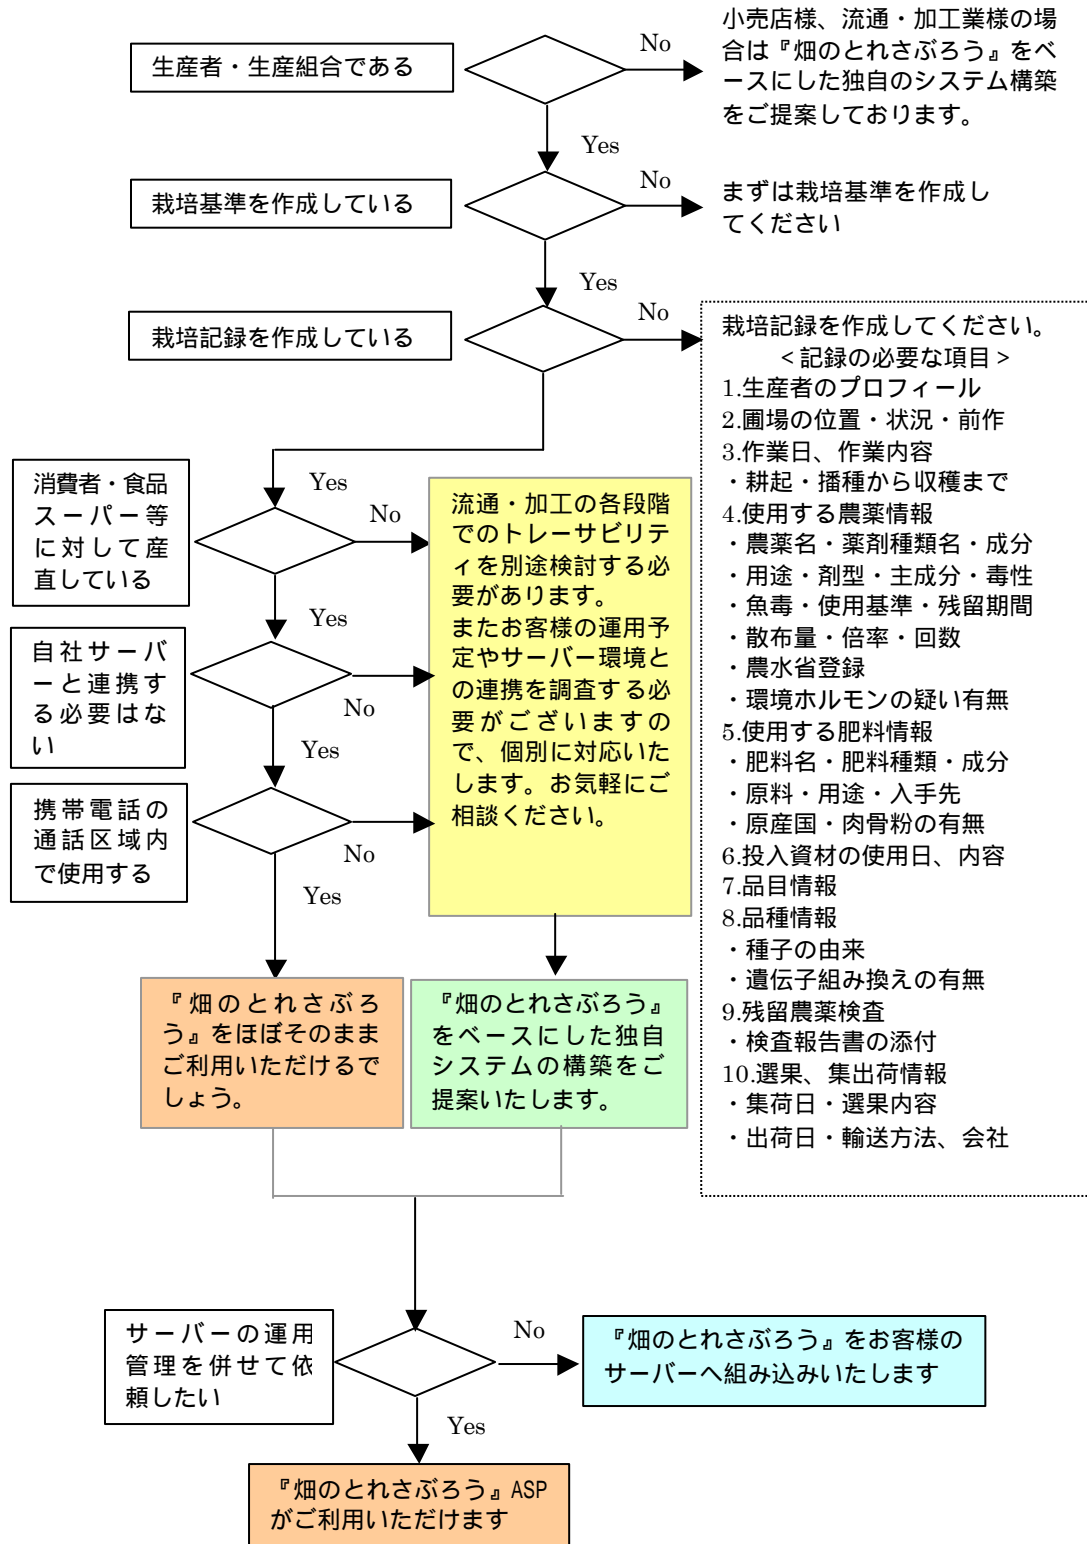 生産者・生産組合である
No
小売店様、流通・加工業様の場
合は『畑のとれさぶろう』をベ
ースにした独自のシステム構築
をご提案しております。
Yes
栽培基準を作成している
No
まずは栽培基準を作成し
てください
Yes
栽培記録を作成している
No
栽培記録を作成してください。
＜記録の必要な項目＞
1.生産者のプロフィール
2.圃場の位置・状況・前作
3.作業日、作業内容
・耕起・播種から収穫まで
4.使用する農薬情報
・農薬名・薬剤種類名・成分
・用途・剤型・主成分・毒性
・魚毒・使用基準・残留期間
・散布量・倍率・回数
・農水省登録
・環境ホルモンの疑い有無
5.使用する肥料情報
・肥料名・肥料種類・成分
・原料・用途・入手先
・原産国・肉骨粉の有無
6.投入資材の使用日、内容
7.品目情報
8.品種情報
・種子の由来
・遺伝子組み換えの有無
9.残留農薬検査
・検査報告書の添付
10.選果、集出荷情報
・集荷日・選果内容
・出荷日・輸送方法、会社
Yes
消費者・食品
スーパー等
に対して産
直している
No
Yes
自社サーバ
ーと連携す
る必要はな
い
No
Yes
携帯電話の
通話区域内
で使用する
No
Yes
流通・加工の各段階
でのトレーサビリテ
ィを別途検討する必
要があります。
またお客様の運用予
定やサーバー環境と
の連携を調査する必
要がございますの
で、個別に対応いた
します。お気軽にご
相談ください。
『畑のとれさぶろ
う』をほぼそのまま
ご利用いただけるで
しょう。
『畑のとれさぶろう』
をベースにした独自
システムの構築をご
提案いたします。
サーバーの運用
管理を併せて依
頼したい
No
『畑のとれさぶろう』をお客様の
サーバーへ組み込みいたします
Yes
『畑のとれさぶろう』ASP
がご利用いただけます